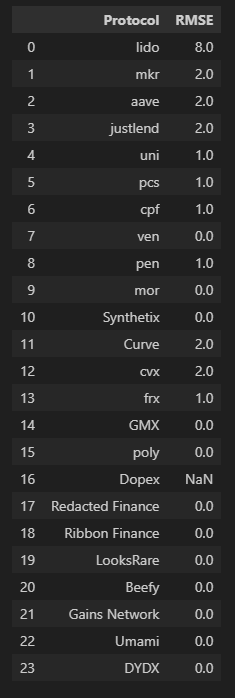 Protocol RMSE
0 lido 8.0
1 mkr 2.0
2 aave 2.0
3 justlend 2.0
4 uni 1.0
5 pcs 1.0
6 cpf 1.0
7 ven 0.0
8 pen 1.0
9 mor 0.0
10 Synthetix 0.0
11 Curve 2.0
12 cvx 2.0
13 frx 1.0
14 GMX 0.0
15 poly 0.0
16 Dopex NaN
17 Redacted Finance 0.0
18 Ribbon Finance 0.0
19 LooksRare 0.0
20 Beefy 0.0
21 Gains Network 0.0
22 Umami 0.0
23 DYDX 0.0